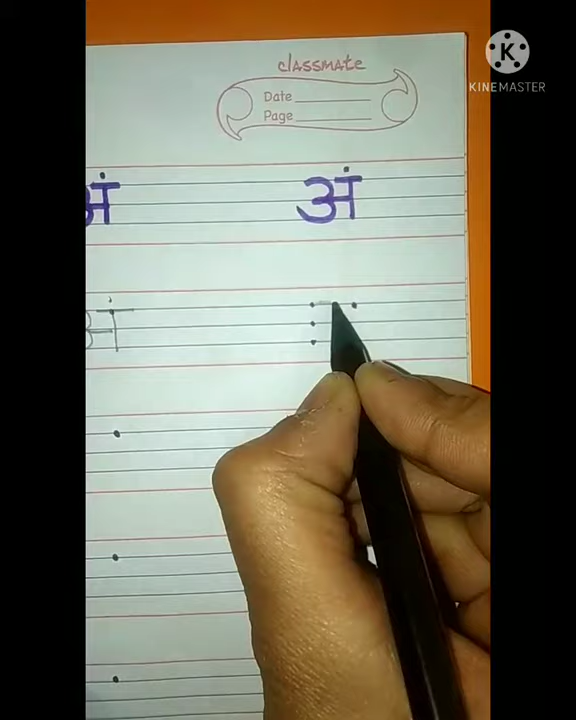 KINEMASTER
classmate
Date
Page
अं अं
अं